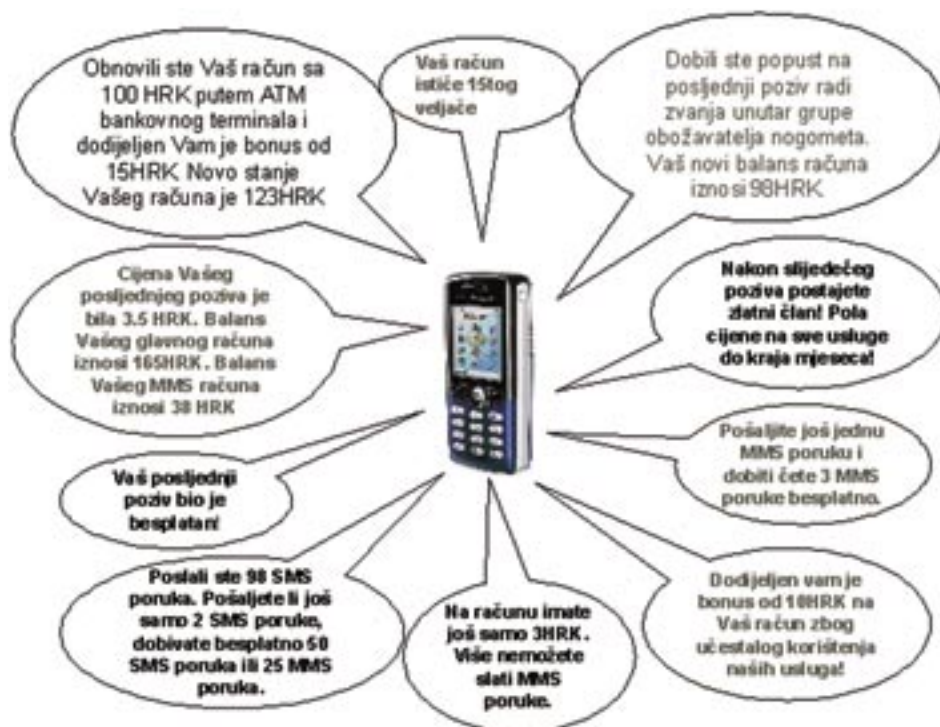 Obnovili ste Vaš račun sa
100 HRK putem ATM
bankovnog terminala i
dodijeljen Vam je bonus od
15HRK. Novo stanje
Vašeg računa je 123HRK
Vaš račun
ističe 15tog
veljače
Dobili ste popust na
posljednji poziv radi
zvanja unutar grupe
obožavatelja nogometa.
Vaš novi balans računa
iznosi 98HRK
Cijena Vašeg
posljednjeg poziva je
bila 3.5 HRK. Balans
Vašeg glavnog računa
iznosi 165HRK. Balans
Vašeg MMS računa
iznosi 38 HRK
Nakon slijedečeg
poziva postajete
zlatni član! Pola
cijene na sve usluge
do kraja mjeseca!
Vaš posljednji
poziv bio je
besplatan!
Pošaljite još jednu
MMS poruku i
dobiti čete 3 MMS
poruke besplatno.
Poslali ste 98 SMS
poruka. Pošaljete li još
samo 2 SMS poruke,
dobivate besplatno 50
SMS poruka ili 25 MMS
poruka.
Na računu imate
još samo 3HRK.
Više nemožete
slati MMS
poruke.
Dodijeljen vam je
bonus od 10HRK na
Vaš račun zbog
učestalog korištenja
naših usluga!